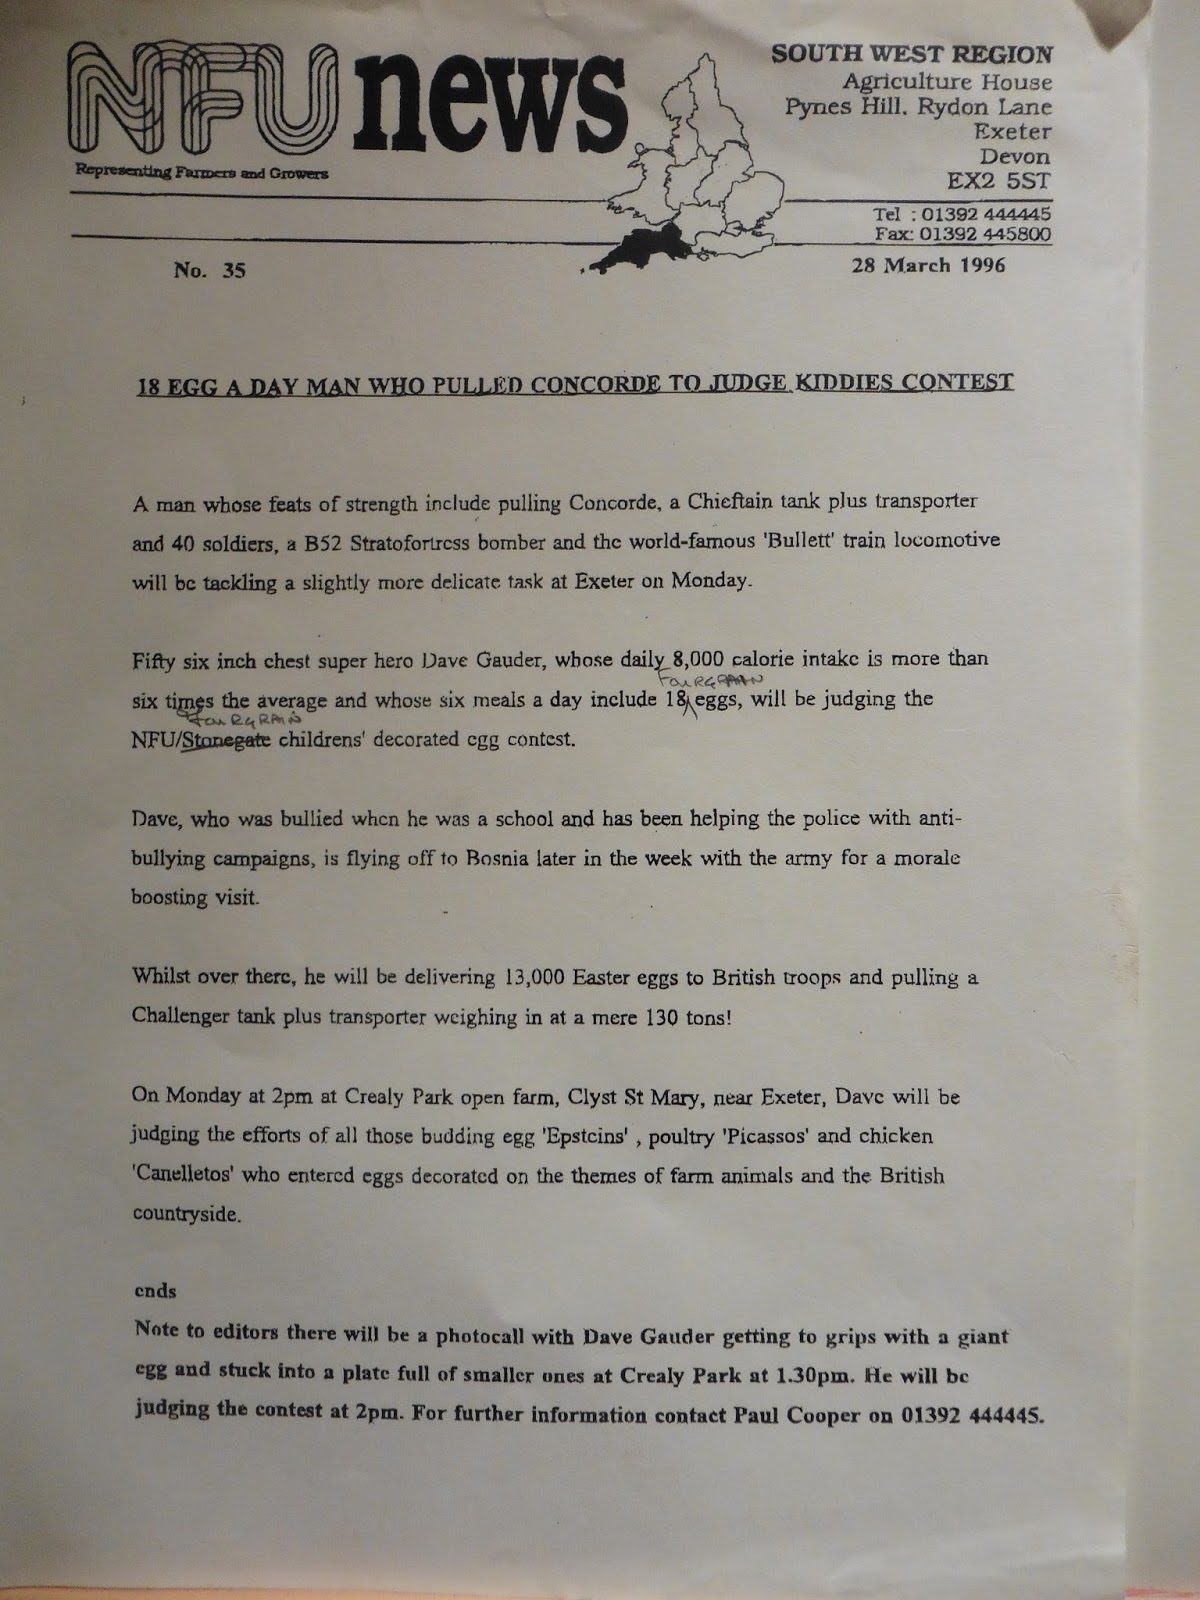 NFU news
Representing Farmers and Growers
SOUTH WEST REGION
Agriculture House
Pynes Hill. Rydon Lane
Exeter
Devon
EX2 5ST
Tel : 01392 444445
Fax: 01392 445800
No. 35
28 March 1996
18 EGG A DAY MAN WHO PULLED CONCORDE TO JUDGE KIDDIES CONTEST
A man whose feats of strength include pulling Concorde, a Chieftain tank plus transporter
and 40 soldiers, a B52 Stratofortress bomber and the world-famous 'Bullett' train locomotive
will be tackling a slightly more delicate task at Exeter on Monday.
Fifty six inch chest super hero Dave Gauder, whose daily 8,000 calorie intake is more than
FOURGRAIN
six times the average and whose six meals a day include 18 eggs, will be judging the
FOURGRAIN
NFU/Stonegate childrens' decorated egg contest.
Dave, who was bullied when he was a school and has been helping the police with anti-
bullying campaigns, is flying off to Bosnia later in the week with the army for a morale
boosting visit.
Whilst over there, he will be delivering 13,000 Easter eggs to British troops and pulling a
Challenger tank plus transporter weighing in at a mere 130 tons!
On Monday at 2pm at Crealy Park open farm, Clyst St Mary, near Exeter, Dave will be
judging the efforts of all those budding egg 'Epsteins' , poultry 'Picassos' and chicken
'Canelletos' who entered eggs decorated on the themes of farm animals and the British
countryside.
ends
Note to editors there will be a photocall with Dave Gauder getting to grips with a giant
egg and stuck into a plate full of smaller ones at Crealy Park at 1.30pm. He will be
judging the contest at 2pm. For further information contact Paul Cooper on 01392 444445.